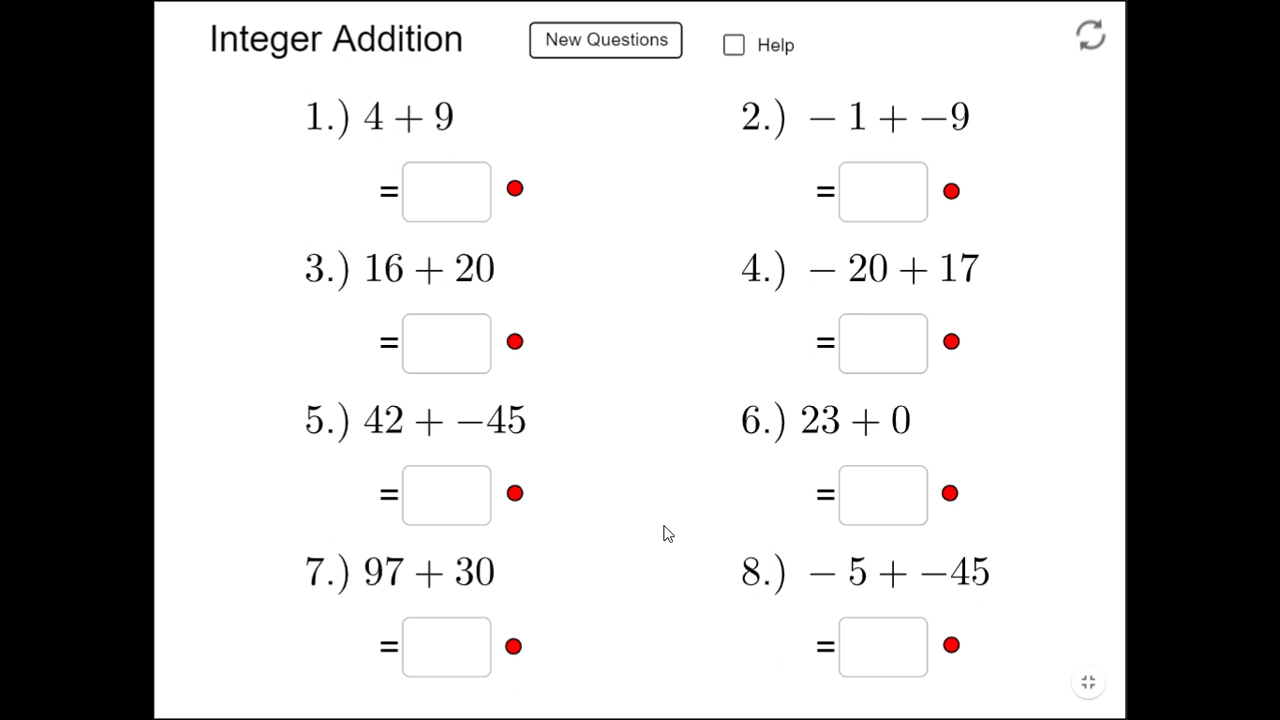 Integer Addition New Questions Help
1.) 4 + 9 2.) − 1 + −9
= =
3.) 16 + 20 4.) − 20 + 17
= =
5.) 42 + −45 6.) 23 + 0
= =
7.) 97 + 30 8.) − 5 + −45
= =